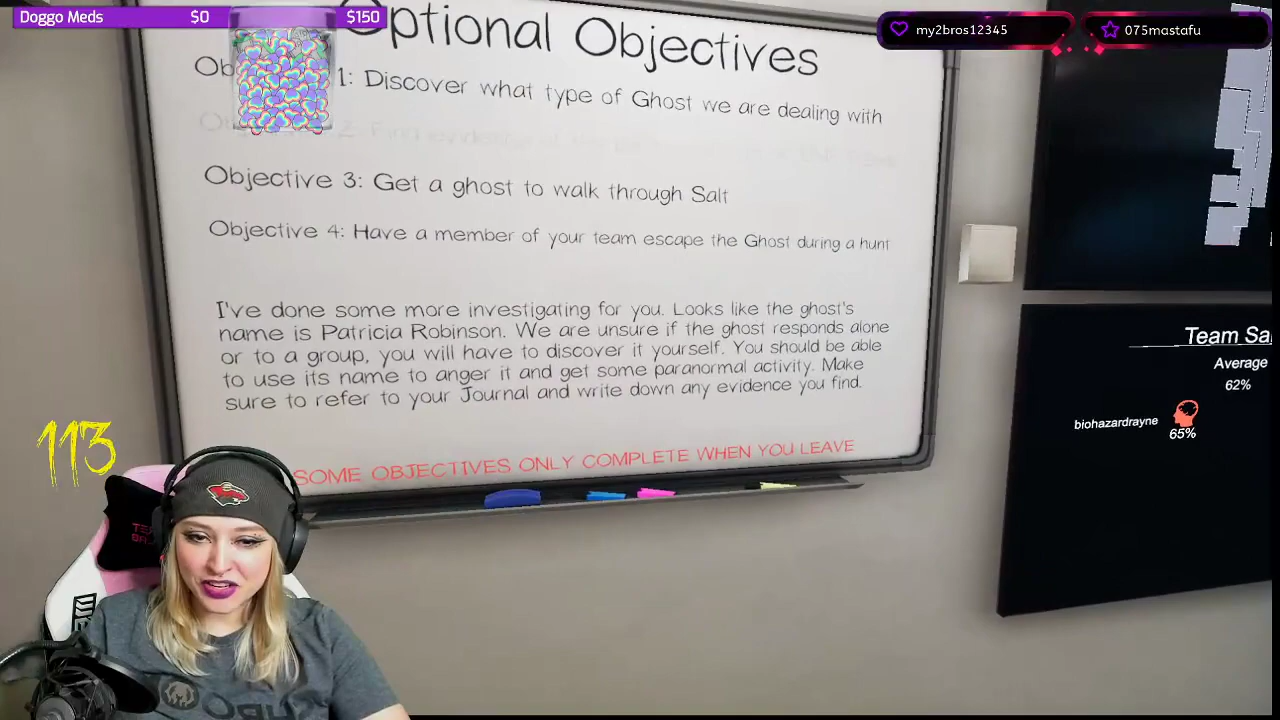 Doggo Meds $0 $150
my2bros12345
075mastafu
Optional Objectives
1: Discover what type of Ghost we are dealing with
Objective 3: Get a ghost to walk through Salt
Objective 4: Have a member of your team escape the Ghost during a hunt
I've done some more investigating for you. Looks like the ghost's
name is Patricia Robinson. We are unsure if the ghost responds alone
or to a group, you will have to discover it yourself. You should be able
to use its name to anger it and get some paranormal activity. Make
sure to refer to your Journal and write down any evidence you find.
SOME OBJECTIVES ONLY COMPLETE WHEN YOU LEAVE
Team Sa
Average
62%
biohazardrayne
65%
113